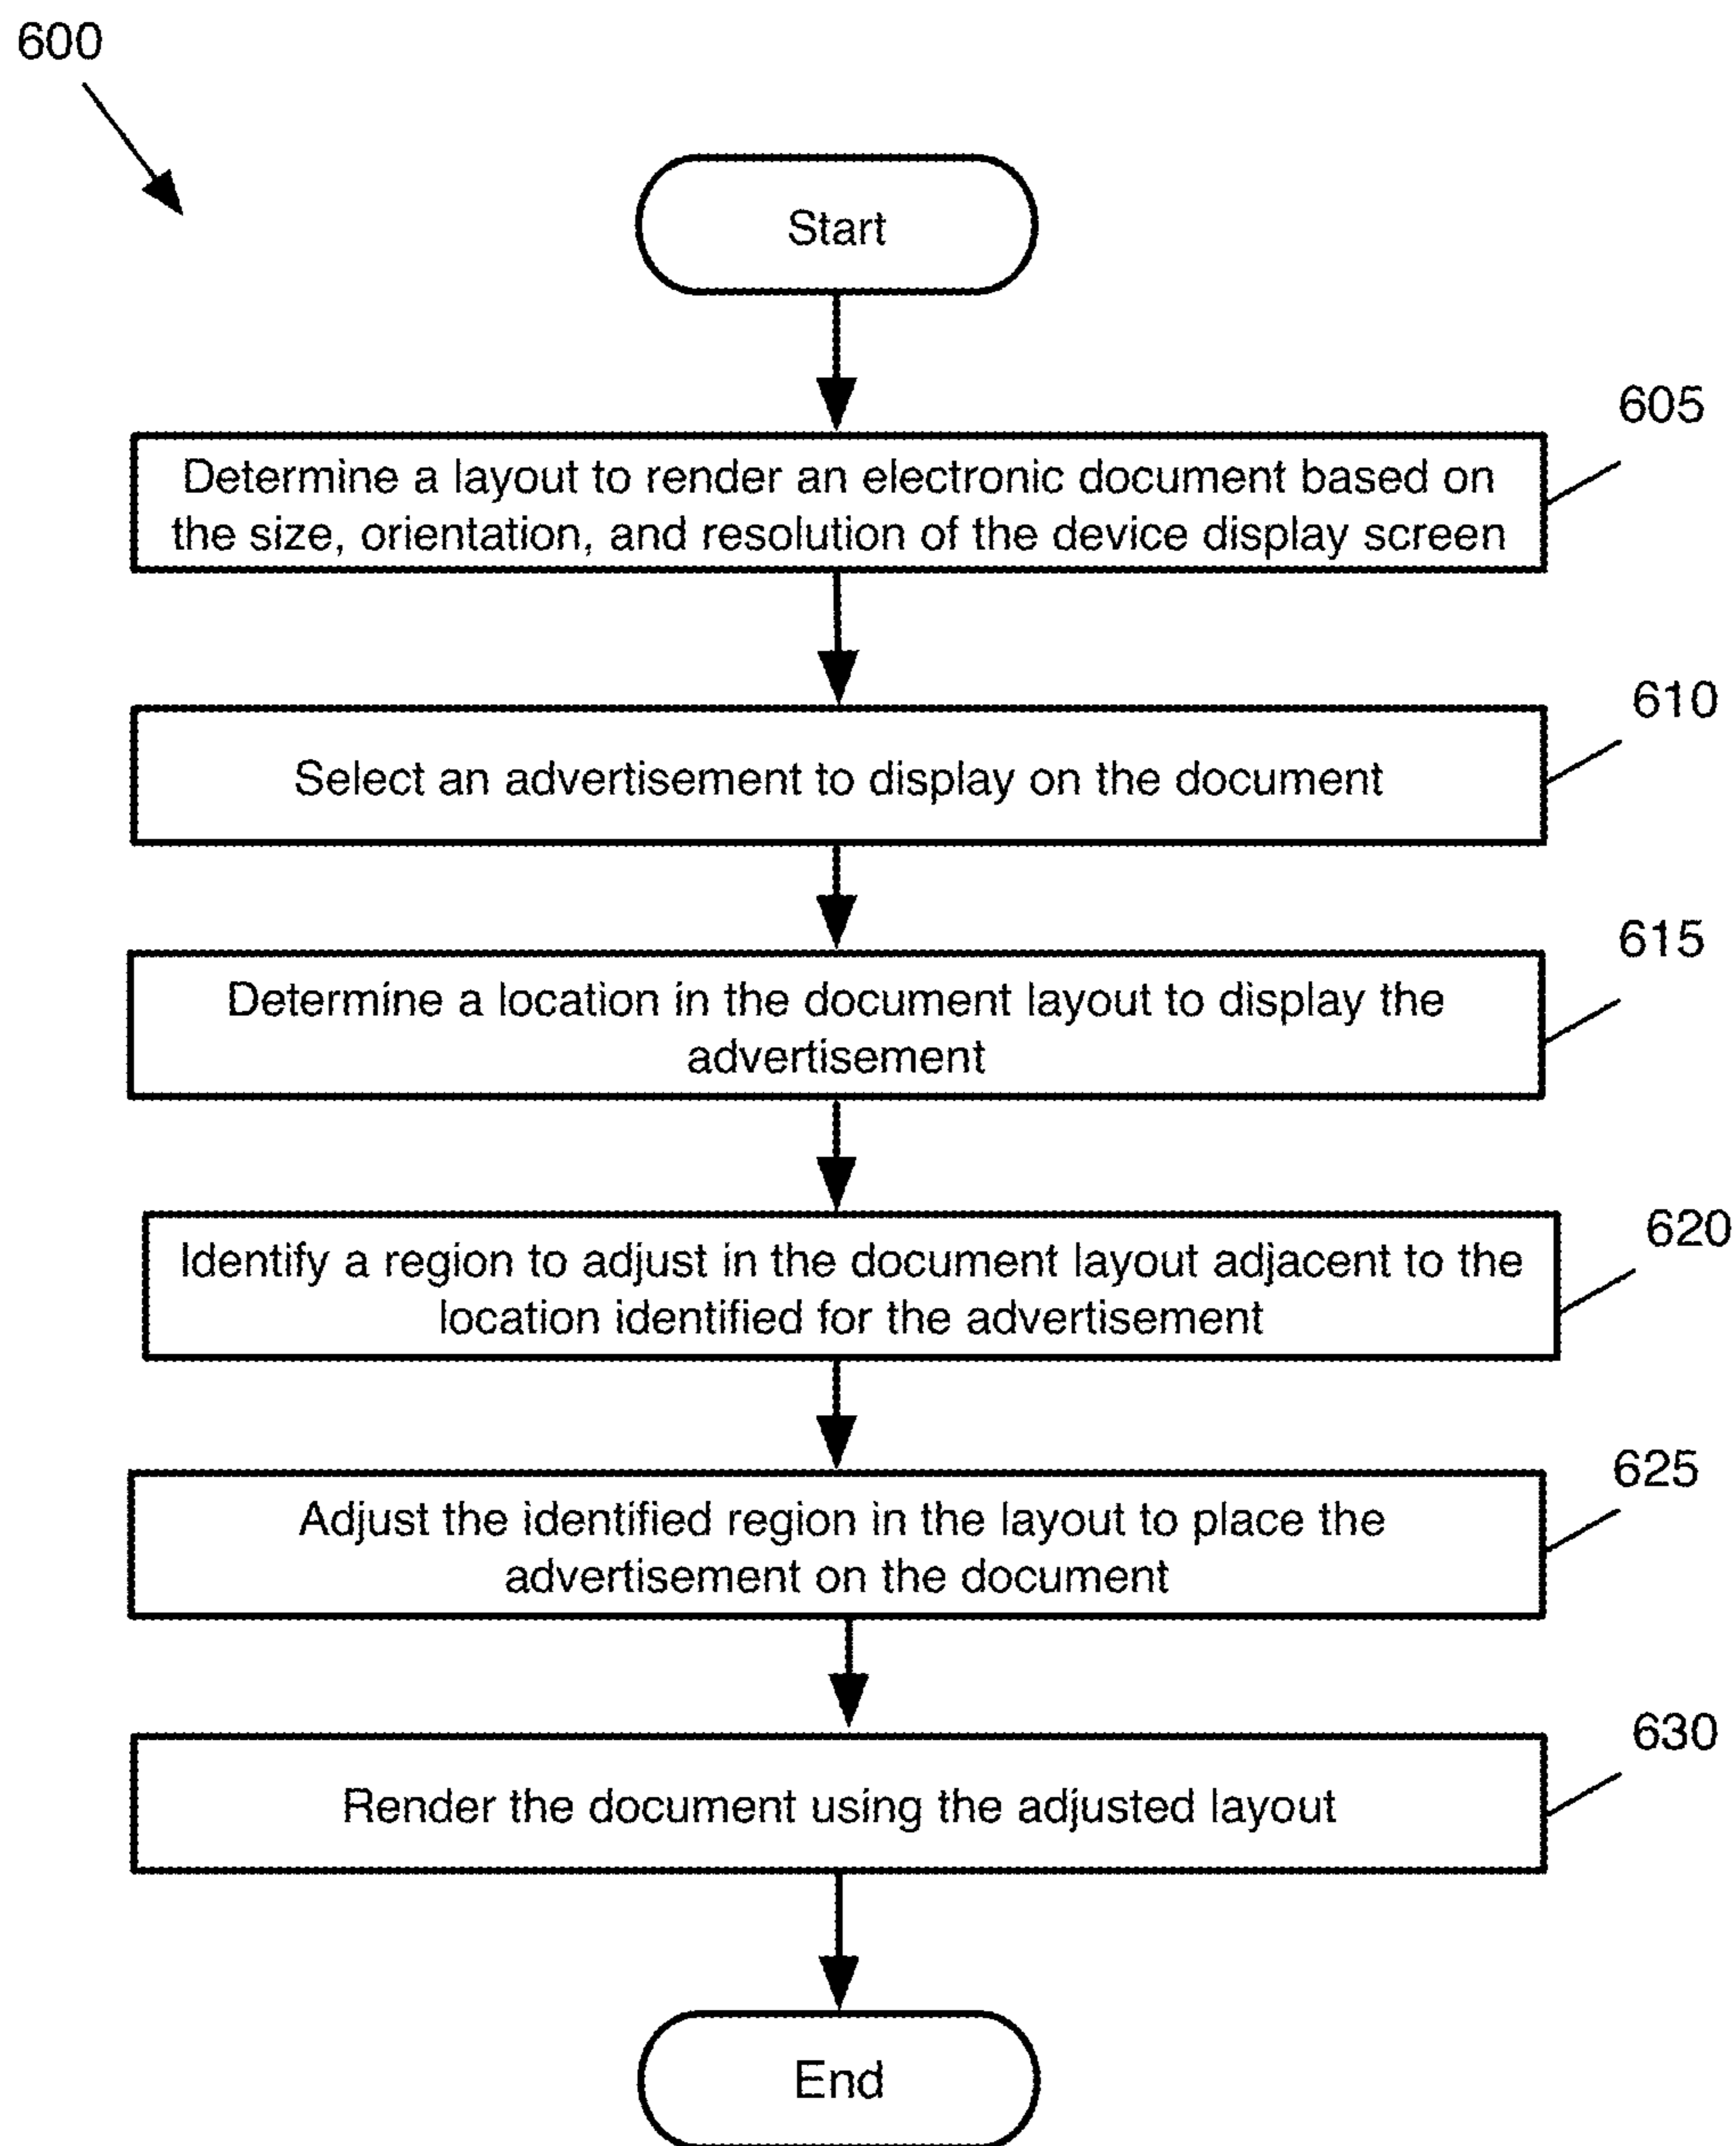 600
Start
605
Determine a layout to render an electronic document based on
the size, orientation, and resolution of the device display screen
610
Select an advertisement to display on the document
615
Determine a location in the document layout to display the
advertisement
620
Identify a region to adjust in the document layout adjacent to the
location identified for the advertisement
625
Adjust the identified region in the layout to place the
advertisement on the document
630
Render the document using the adjusted layout
End